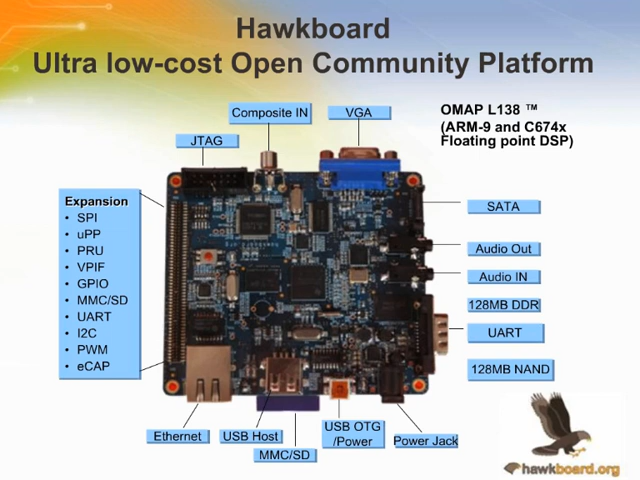 Hawkboard
Ultra low-cost Open Community Platform
Composite IN
VGA
OMAP L138 ™
(ARM-9 and C674x
Floating point DSP)
JTAG
Expansion
• SPI
• uPP
• PRU
• VPIF
• GPIO
• MMC/SD
• UART
• I2C
• PWM
• eCAP
SATA
Audio Out
Audio IN
128MB DDR
UART
128MB NAND
Ethernet
USB Host
MMC/SD
USB OTG
/Power
Power Jack
hawkboard.org